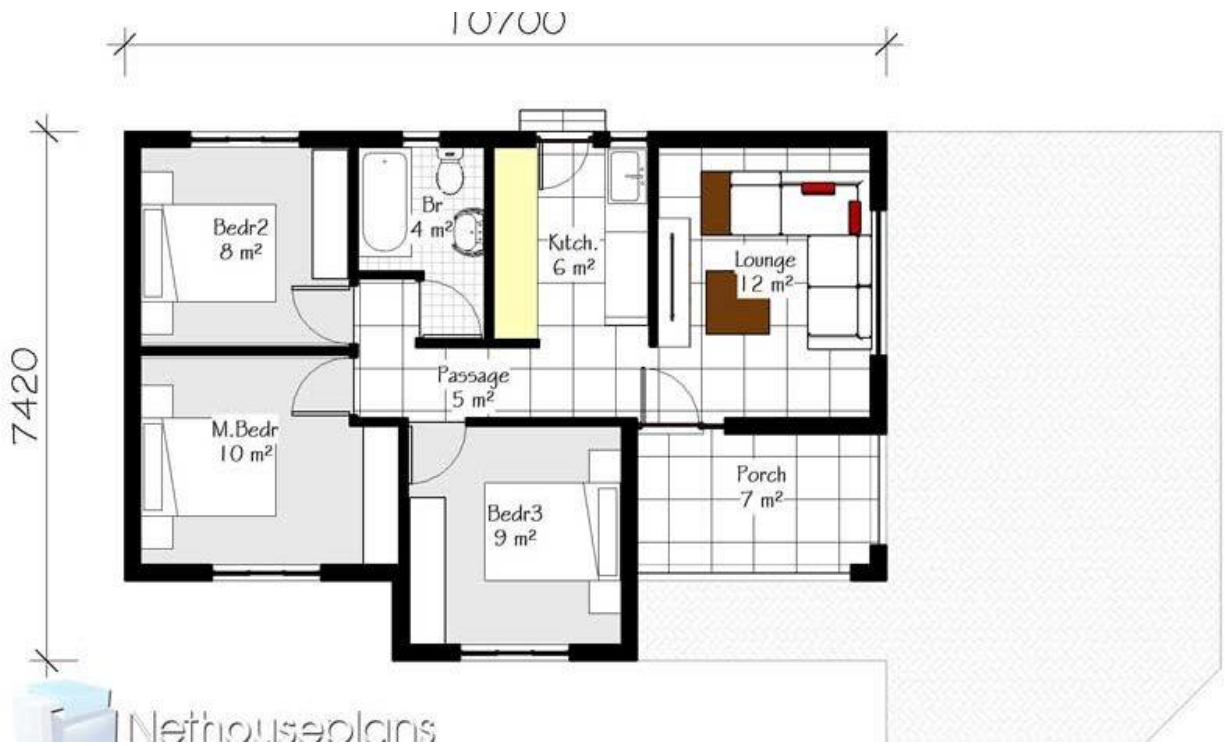 10700
7420
Bedr2
8 m²
Br
4 m²
Kitch.
6 m²
Lounge
12 m²
Passage
5 m²
M.Bedr
10 m²
Bedr3
9 m²
Porch
7 m²
Nethouseplans